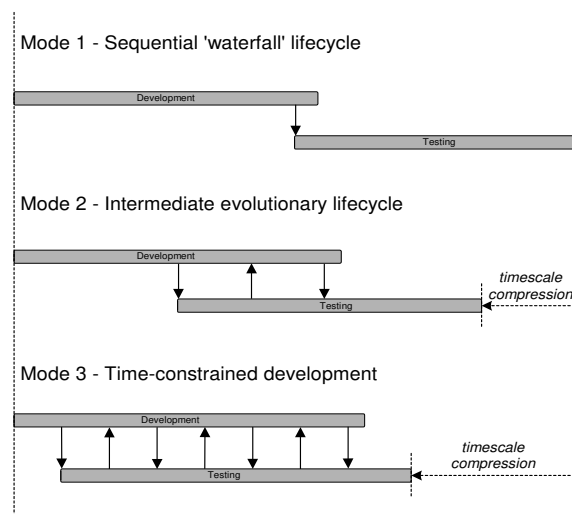 Mode 1 - Sequential 'waterfall' lifecycle
Development
Testing
Mode 2 - Intermediate evolutionary lifecycle
Development
timescale
compression
Testing
Mode 3 - Time-constrained development
Development
timescale
compression
Testing